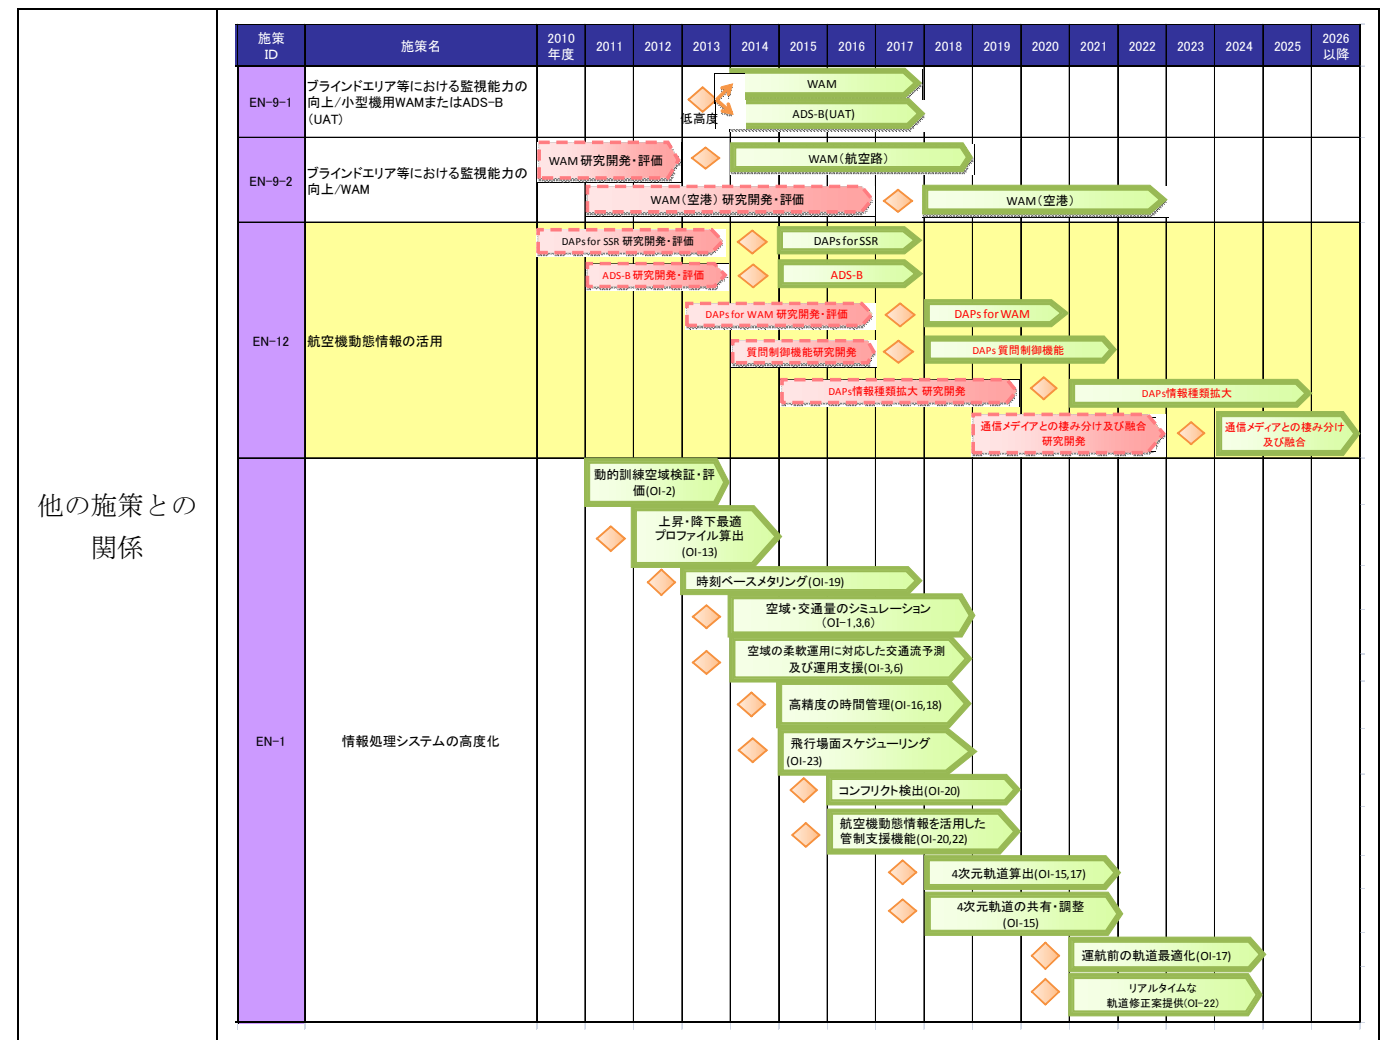 他の施策との
関係
施策
ID
施策名
2010
年度
2011
2012
2013
2014
2015
2016
2017
2018
2019
2020
2021
2022
2023
2024
2025
2026
以降
EN-9-1
ブラインドエリア等における監視能力の
向上/小型機用WAMまたはADS-B
(UAT)
低高度
WAM
ADS-B(UAT)
EN-9-2
ブラインドエリア等における監視能力の
向上/WAM
WAM 研究開発・評価
WAM(航空路)
WAM(空港) 研究開発・評価
WAM(空港)
EN-12
航空機動態情報の活用
DAPs for SSR 研究開発・評価
DAPs for SSR
ADS-B 研究開発・評価
ADS-B
DAPs for WAM 研究開発・評価
DAPs for WAM
質問制御機能研究開発
DAPs 質問制御機能
DAPs情報種類拡大 研究開発
DAPs情報種類拡大
通信メディアとの棲み分け及び融合
研究開発
通信メディアとの棲み分け
及び融合
EN-1
情報処理システムの高度化
動的訓練空域検証・評
価(OI-2)
上昇・降下最適
プロファイル算出
(OI-13)
時刻ベースメタリング(OI-19)
空域・交通量のシミュレーション
(OI-1,3,6)
空域の柔軟運用に対応した交通流予測
及び運用支援(OI-3,6)
高精度の時間管理(OI-16,18)
飛行場面スケジューリング
(OI-23)
コンフリクト検出(OI-20)
航空機動態情報を活用した
管制支援機能(OI-20,22)
4次元軌道算出(OI-15,17)
4次元軌道の共有・調整
(OI-15)
運航前の軌道最適化(OI-17)
リアルタイムな
軌道修正案提供(OI-22)